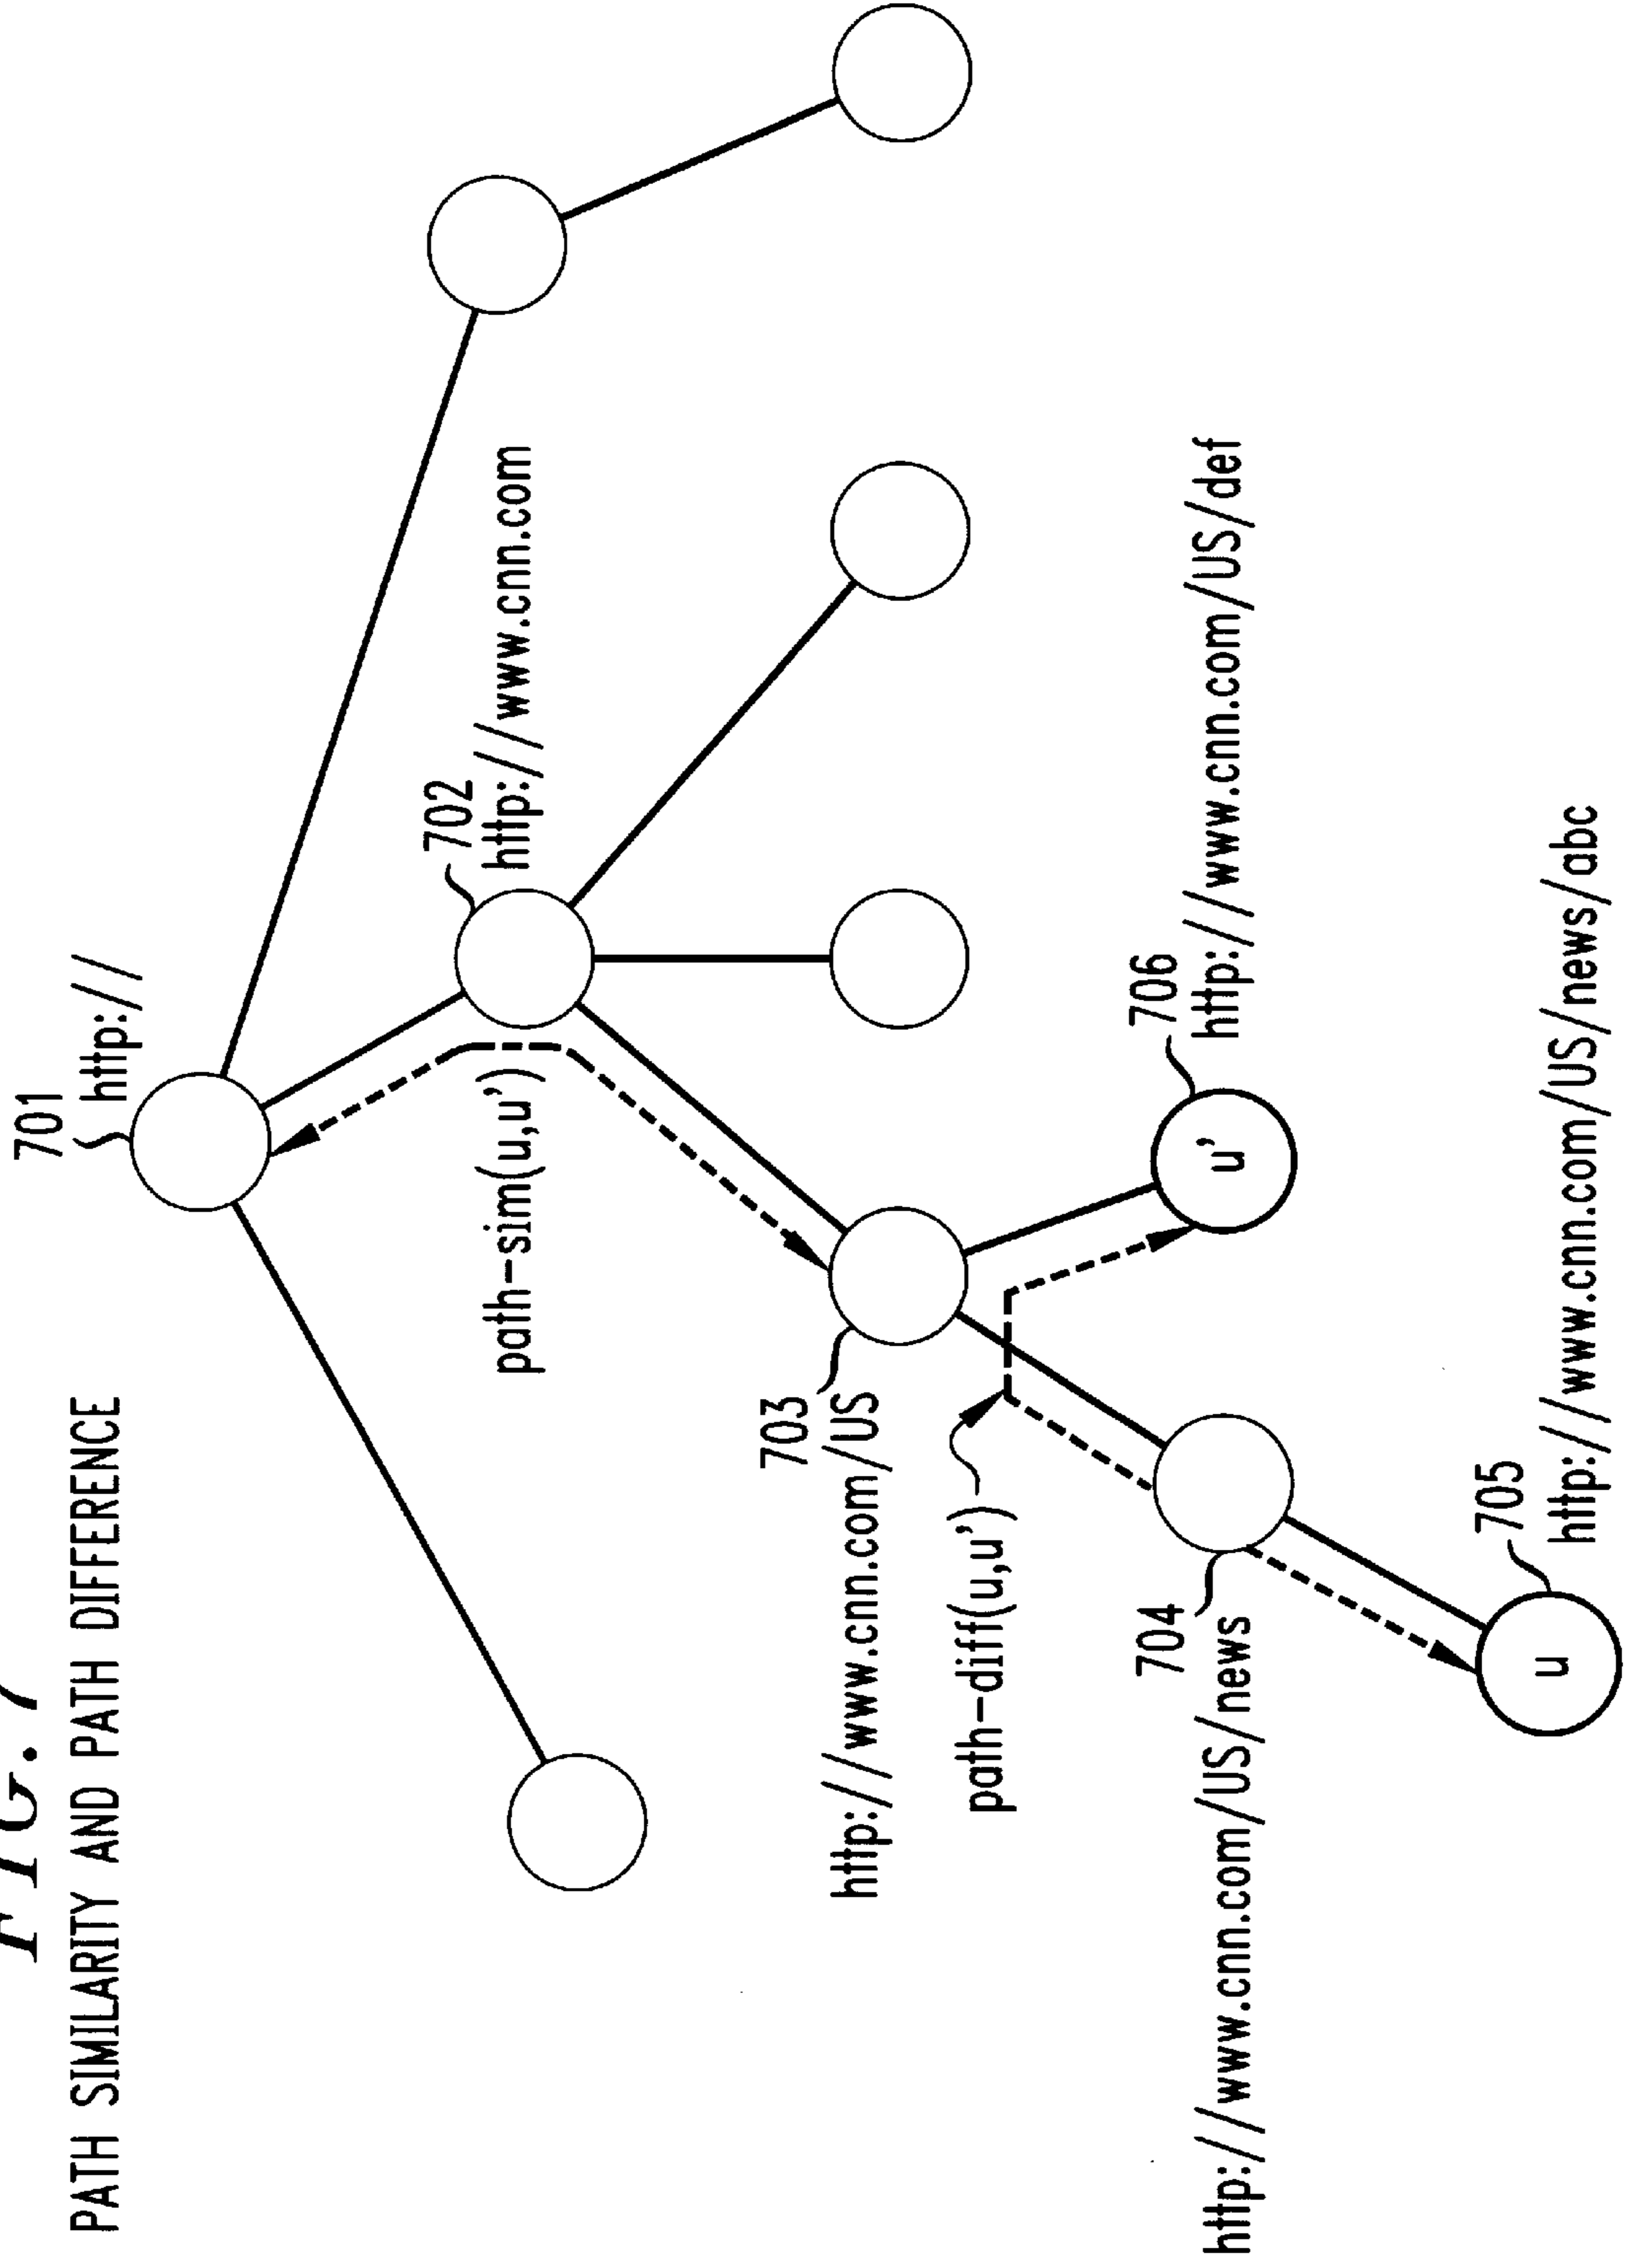 FIG. 7
PATH SIMILARITY AND PATH DIFFERENCE
701
http://
702
http://www.cnn.com
path-sim(u,u')
703
http://www.cnn.com/US
path-diff(u,u')
704
http://www.cnn.com/US/news
706
http://www.cnn.com/US/def
u'
705
http://www.cnn.com/US/news/abc
u